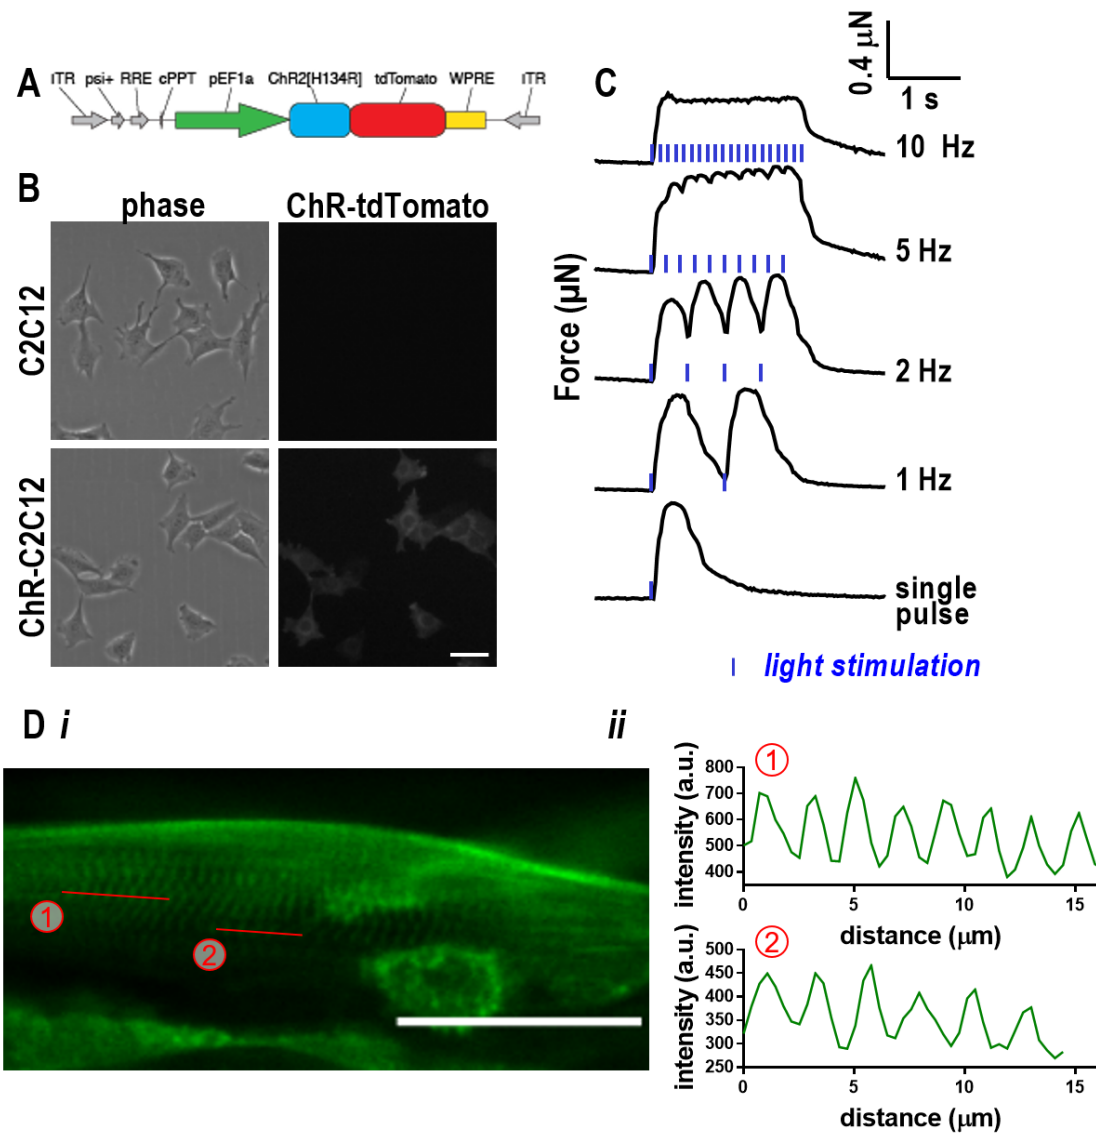 A
ITR psi+ RRE cPPT pEF1a ChR2[H134R] tdTomato WPRE ITR
B
phase ChR-tdTomato
C2C12
ChR-C2C12
C
0.4 μN
1 s
Force (μN)
10 Hz
5 Hz
2 Hz
1 Hz
single
pulse
light stimulation
D i
1
2
ii
1
intensity (a.u.)
800
700
600
500
400
0 5 10 15
distance (μm)
2
intensity (a.u.)
500
450
400
350
300
250
0 5 10 15
distance (μm)